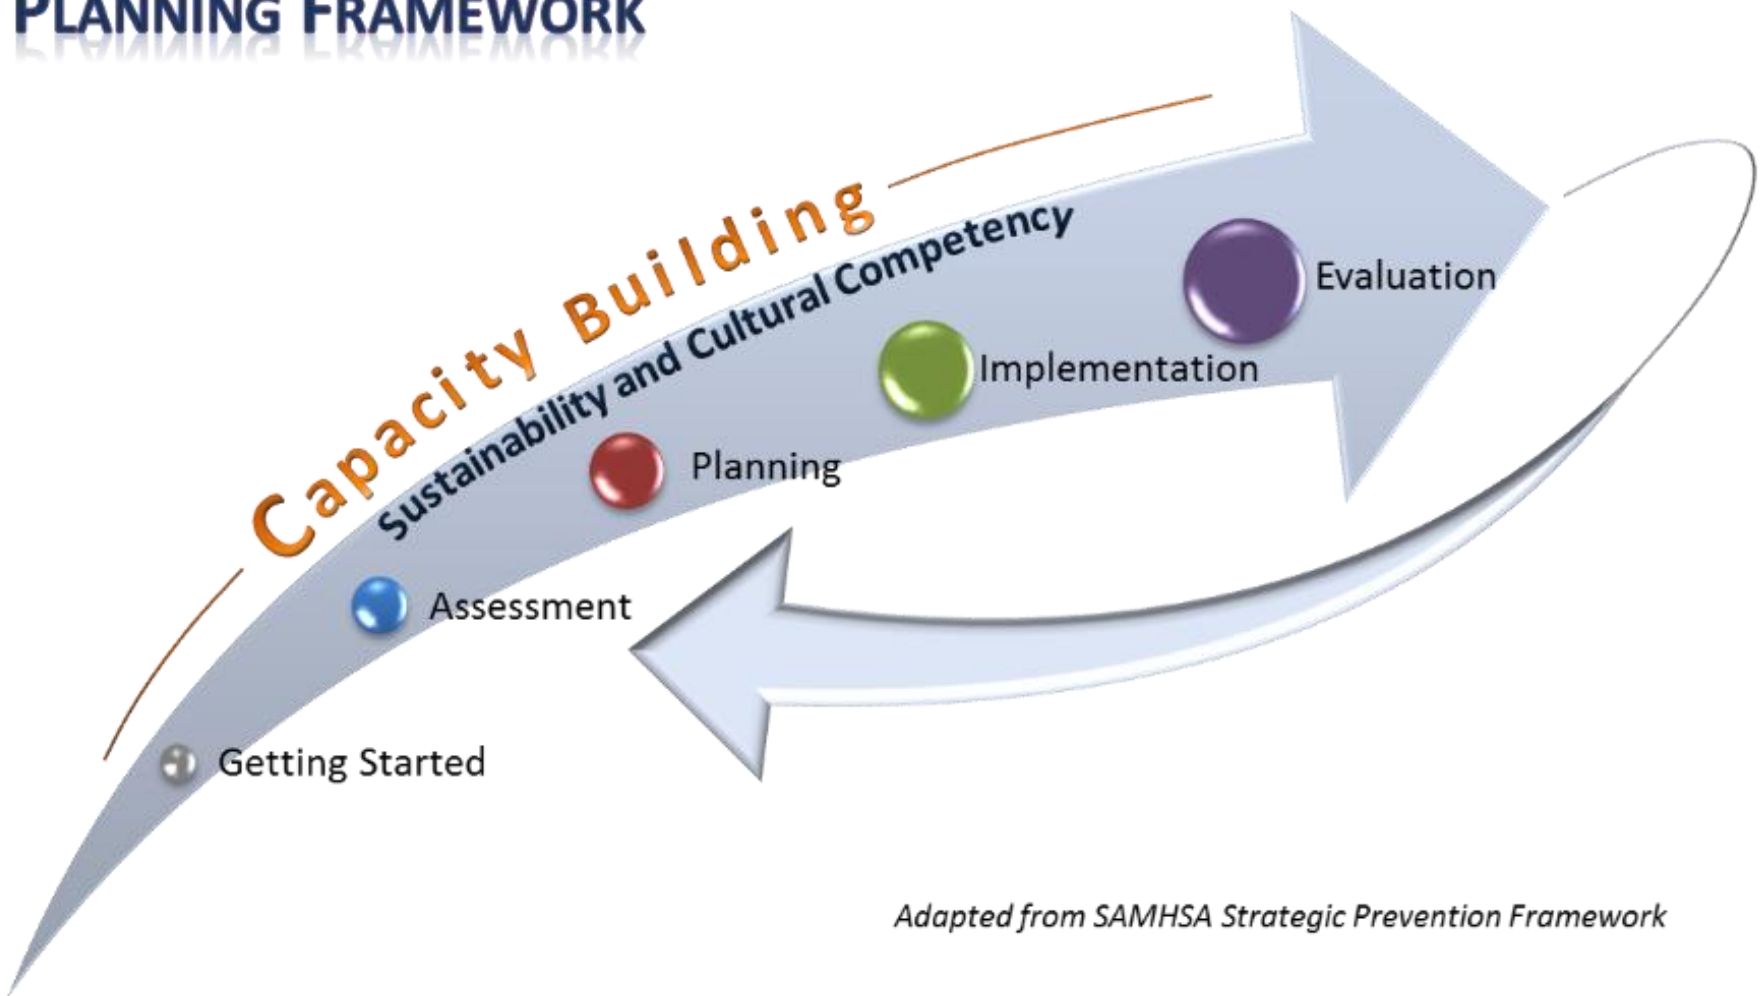 PLANNING FRAMEWORK
Capacity Building
Sustainability and Cultural Competency
Evaluation
Implementation
Planning
Assessment
Getting Started
Adapted from SAMHSA Strategic Prevention Framework